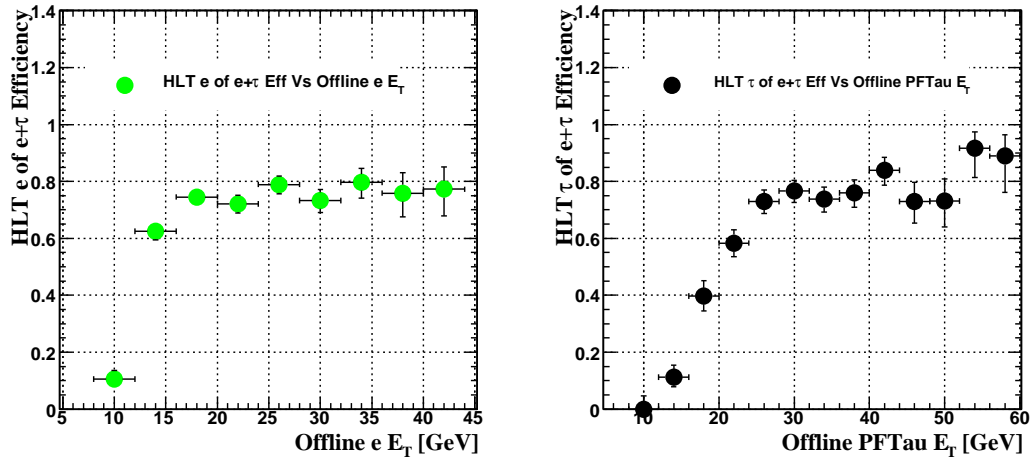 HLT e of e+τ Efficiency
1.4
1.2
1
0.8
0.6
0.4
0.2
0
HLT e of e+τ Eff Vs Offline e E_T
5 10 15 20 25 30 35 40 45
Offline e E_T [GeV]
HLT τ of e+τ Efficiency
1.4
1.2
1
0.8
0.6
0.4
0.2
0
HLT τ of e+τ Eff Vs Offline PFTau E_T
10 20 30 40 50 60
Offline PFTau E_T [GeV]